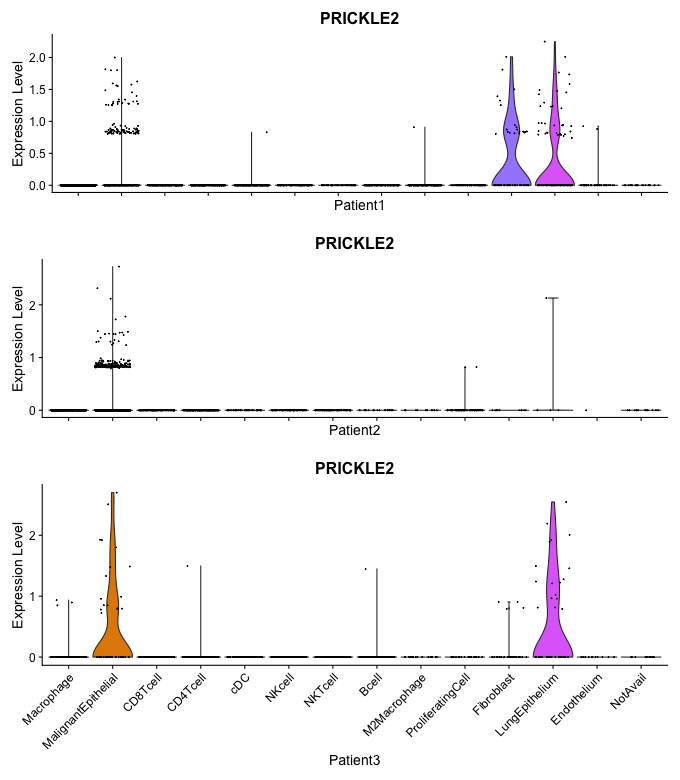 PRICKLE2
Expression Level
2.0
1.5
1.0
0.5
0.0
Patient1
PRICKLE2
Expression Level
2
1
0
Patient2
PRICKLE2
Expression Level
2
1
0
Macrophage
MalignantEpithelial
CD8Tcell
CD4Tcell
cDC
NKcell
NKTcell
Bcell
M2Macrophage
ProliferatingCell
Fibroblast
LungEpithelium
Endothelium
NotAvail
Patient3